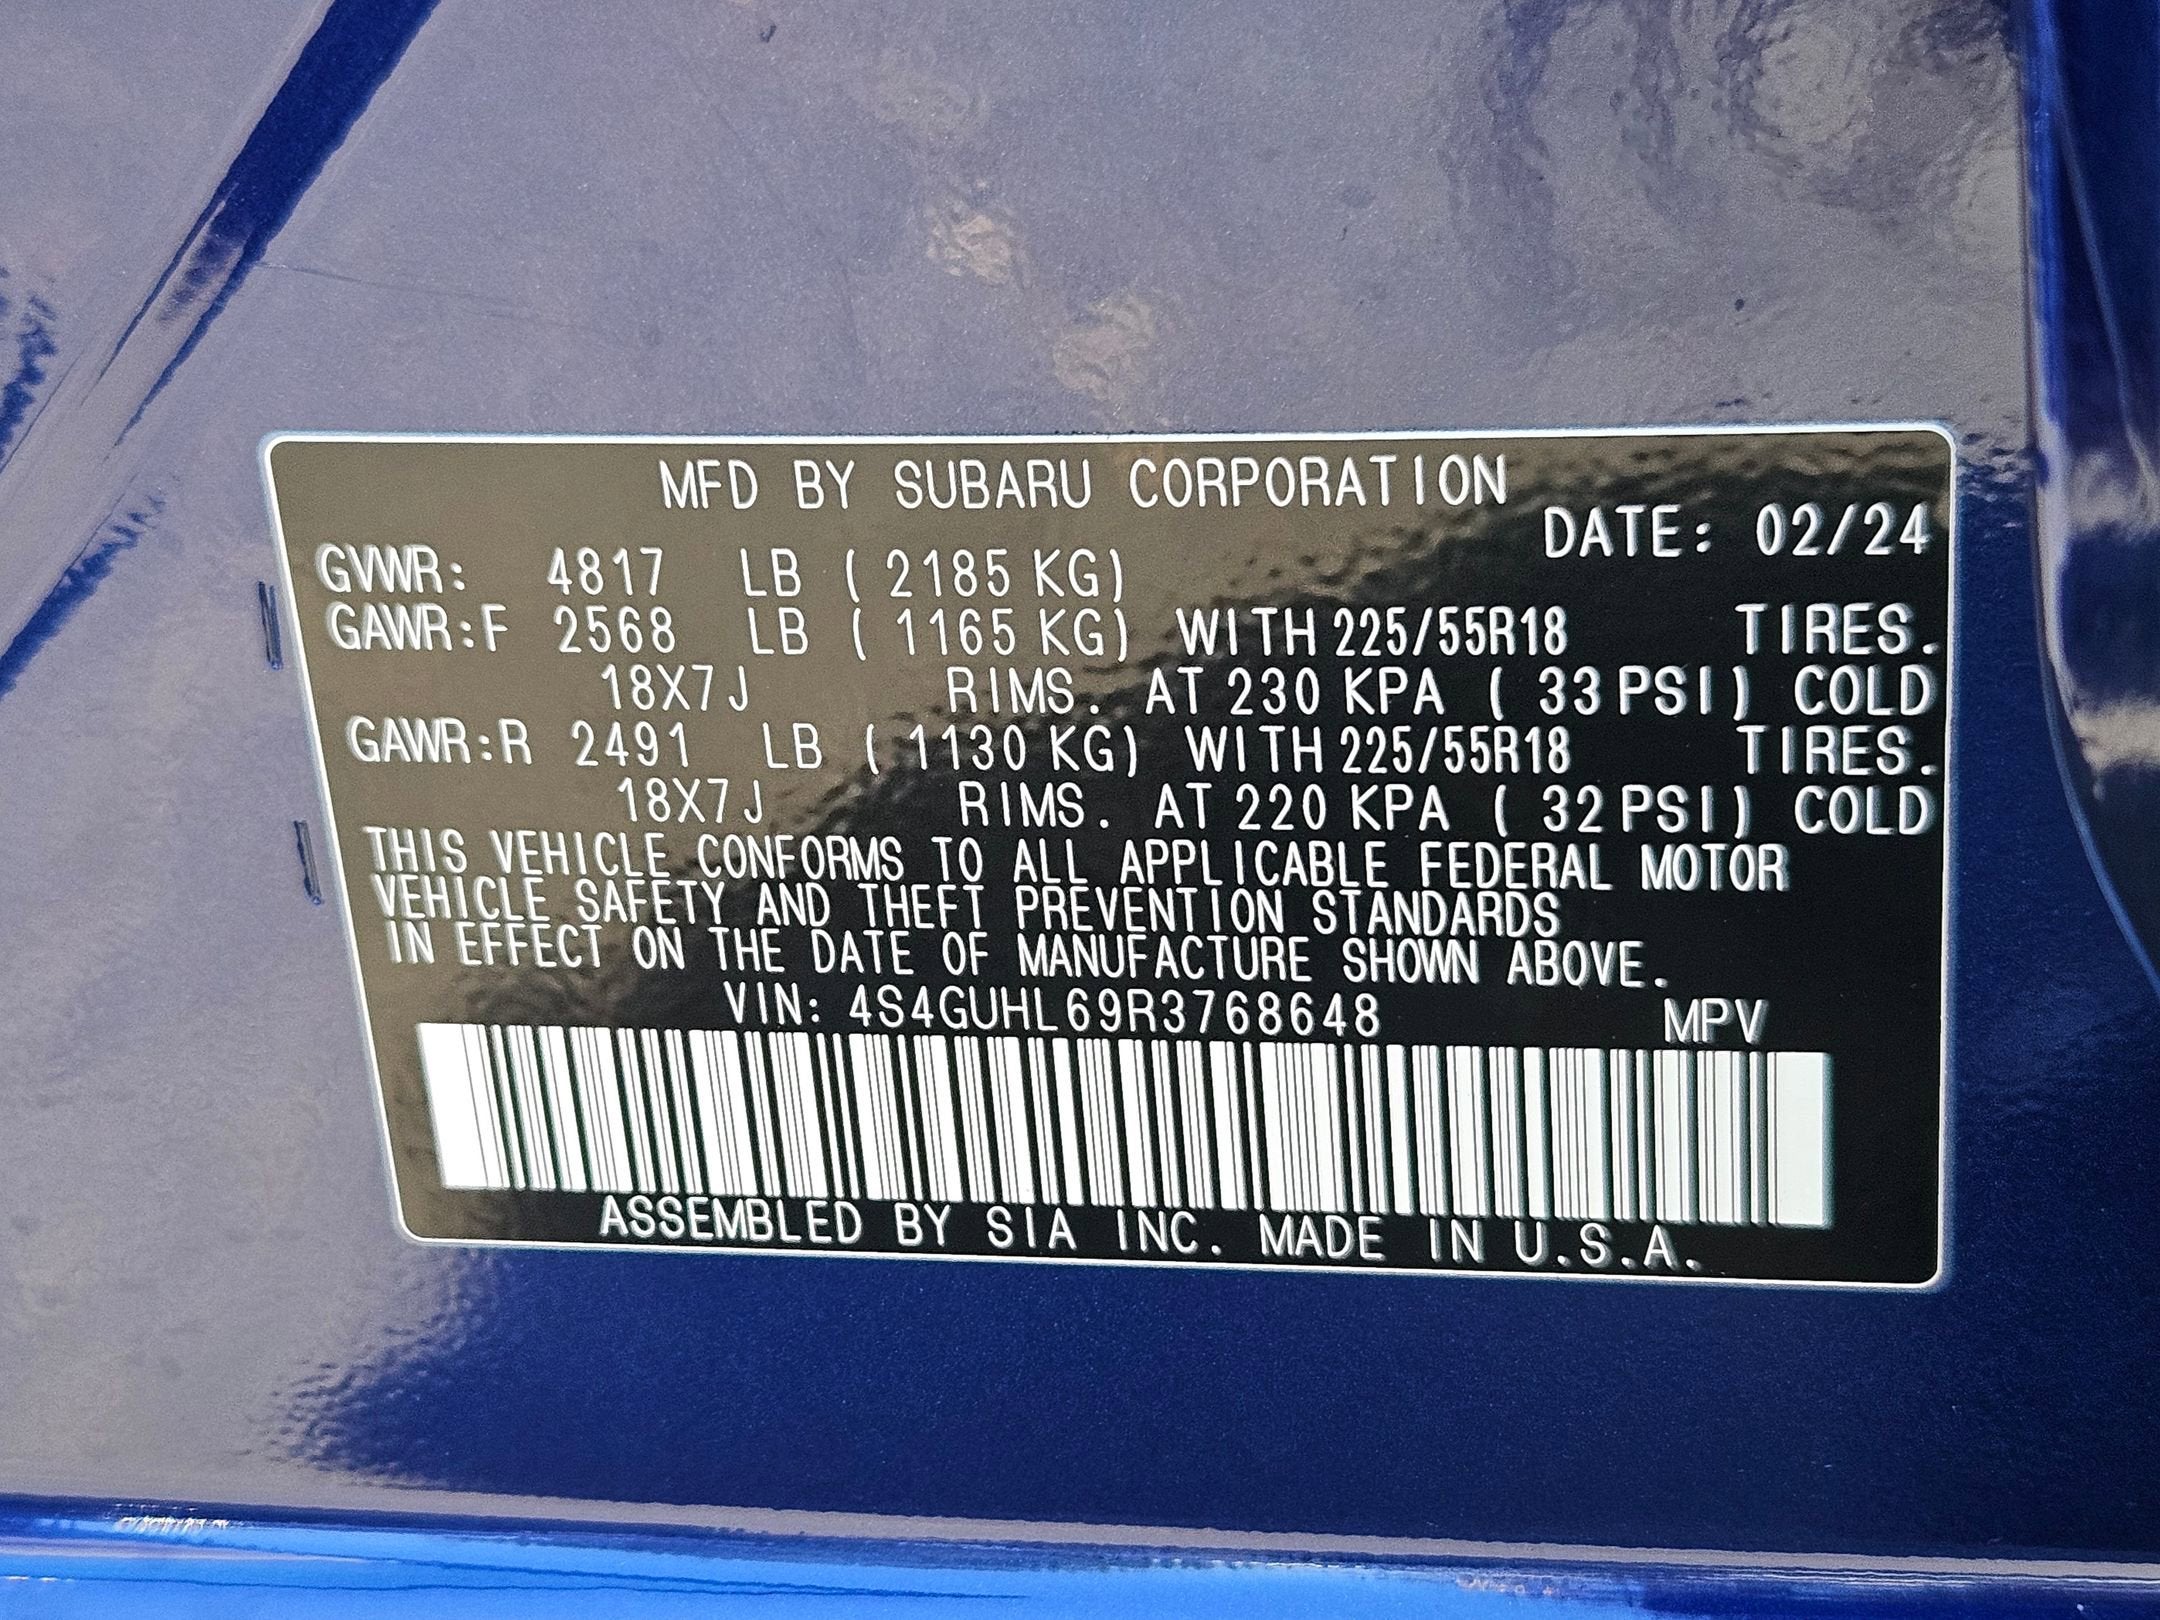 MFD BY SUBARU CORPORATION
DATE: 02/24
GVWR: 4817 LB ( 2185 KG)
GAWR:F 2568 LB ( 1165 KG) WITH 225/55R18 TIRES.
18X7J RIMS. AT 230 KPA ( 33 PSI) COLD
GAWR:R 2491 LB ( 1130 KG) WITH 225/55R18 TIRES.
18X7J RIMS. AT 220 KPA ( 32 PSI) COLD
THIS VEHICLE CONFORMS TO ALL APPLICABLE FEDERAL MOTOR
VEHICLE SAFETY AND THEFT PREVENTION STANDARDS
IN EFFECT ON THE DATE OF MANUFACTURE SHOWN ABOVE.
VIN: 4S4GUHL69R3768648 MPV
ASSEMBLED BY SIA INC. MADE IN U.S.A.